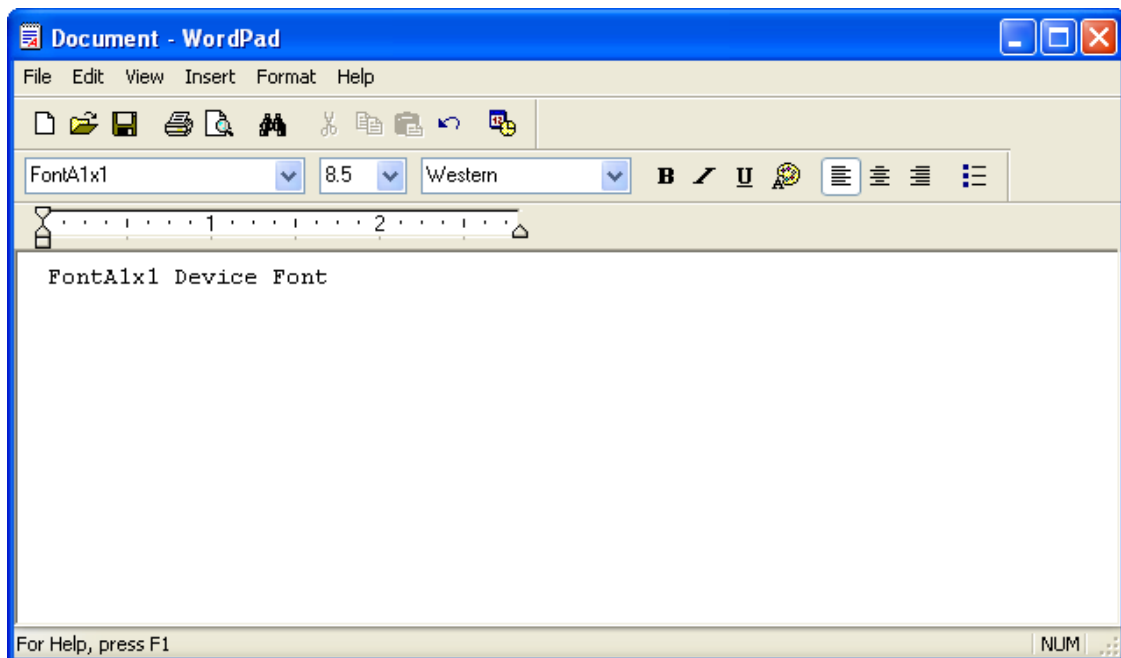 Document - WordPad
File Edit View Insert Format Help
FontA1x1 8.5 Western B I U
1 2
FontA1x1 Device Font
For Help, press F1 NUM